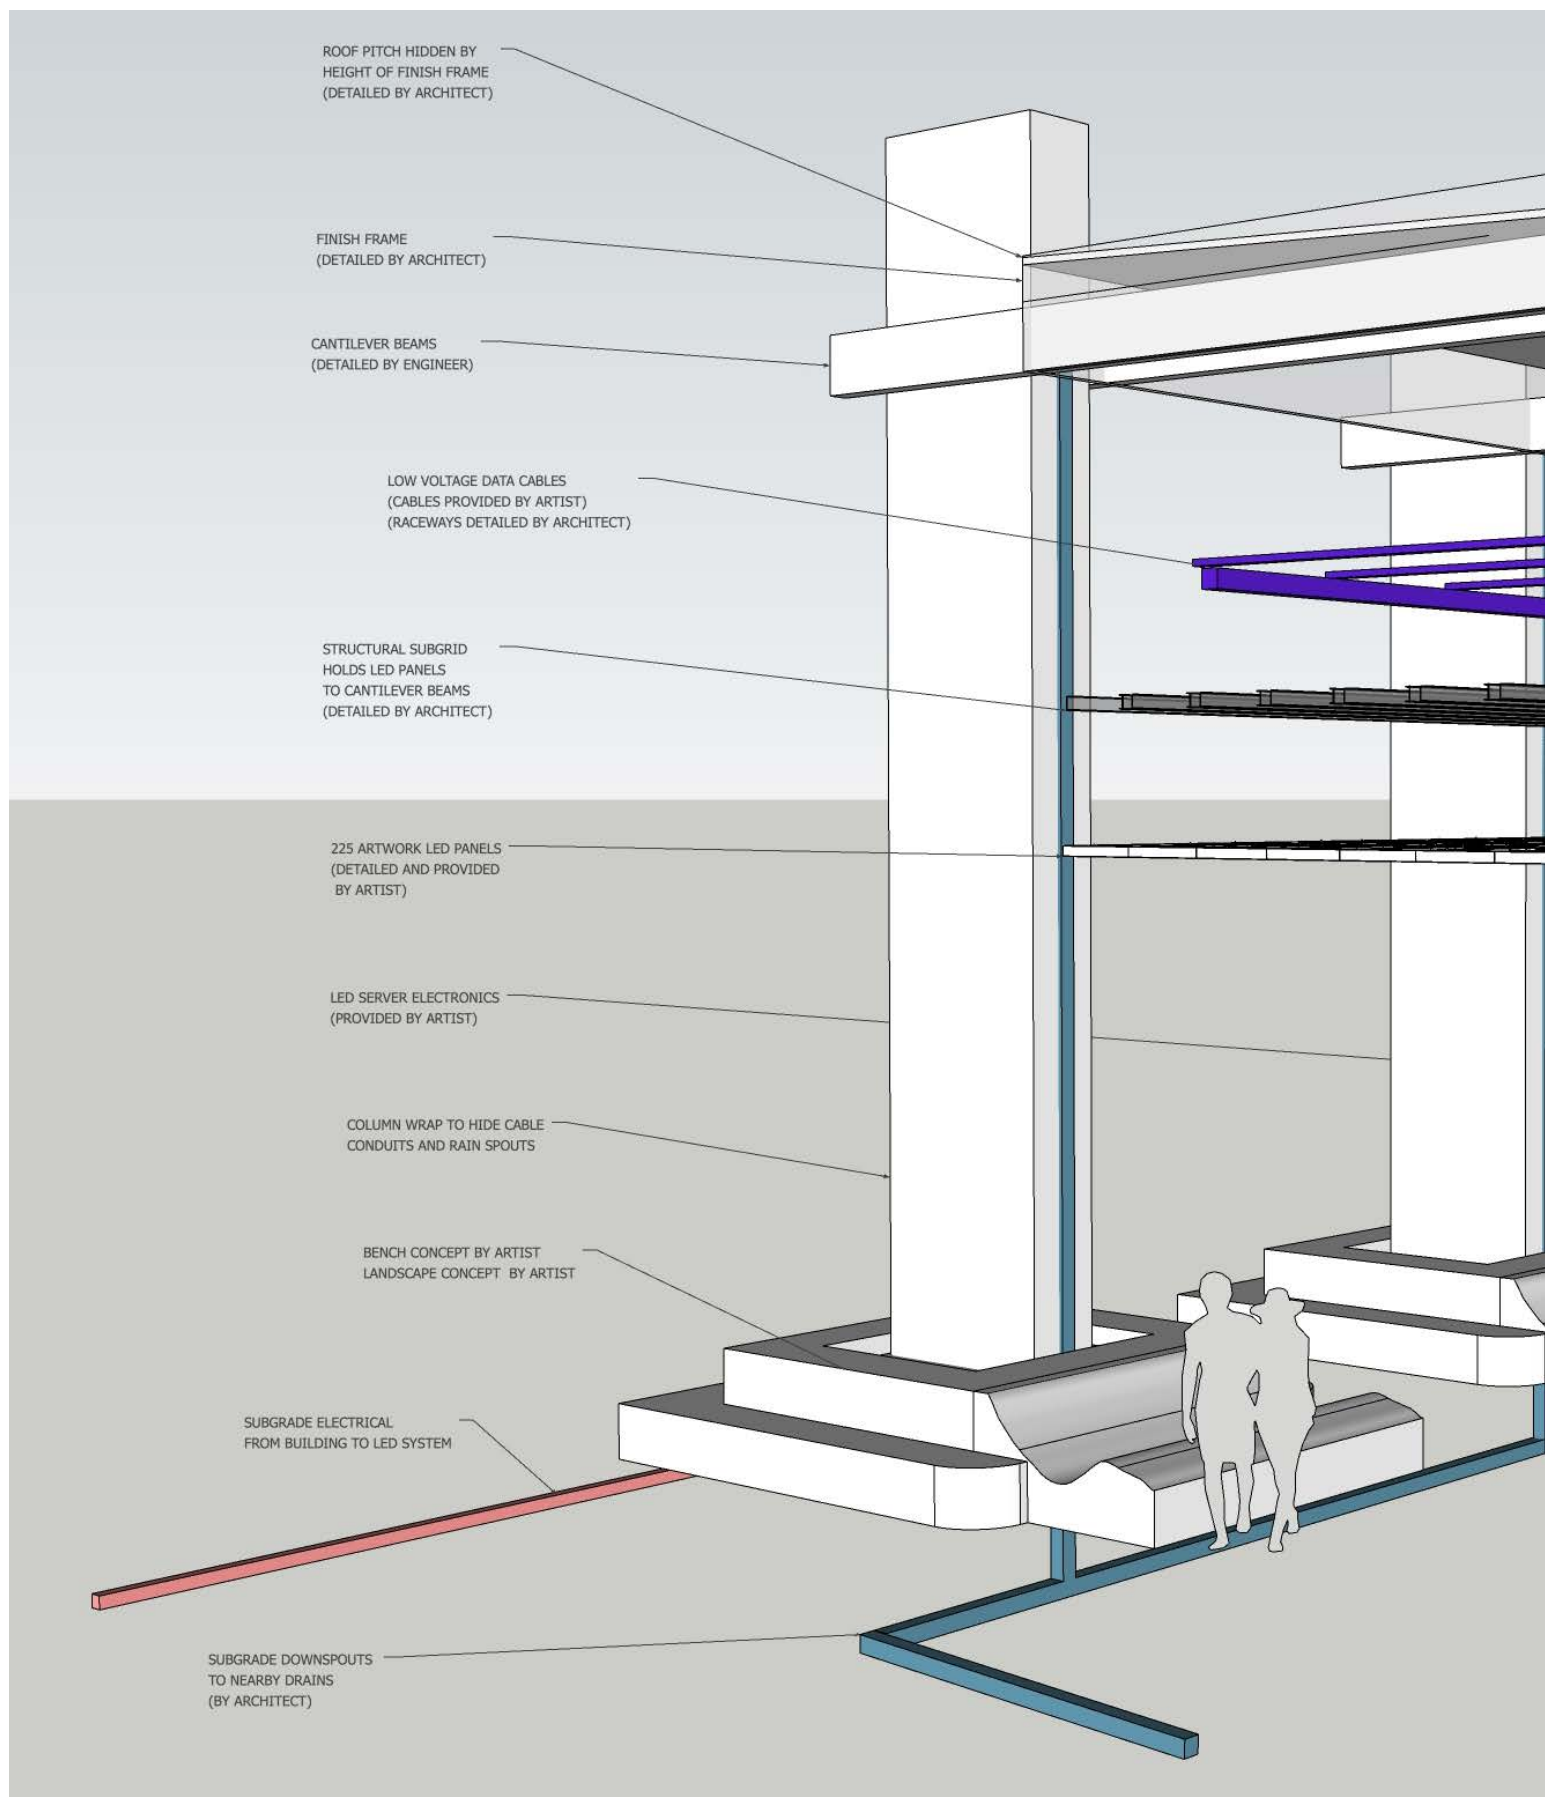 ROOF PITCH HIDDEN BY
HEIGHT OF FINISH FRAME
(DETAILED BY ARCHITECT)
FINISH FRAME
(DETAILED BY ARCHITECT)
CANTILEVER BEAMS
(DETAILED BY ENGINEER)
LOW VOLTAGE DATA CABLES
(CABLES PROVIDED BY ARTIST)
(RACEWAYS DETAILED BY ARCHITECT)
STRUCTURAL SUBGRID
HOLDS LED PANELS
TO CANTILEVER BEAMS
(DETAILED BY ARCHITECT)
225 ARTWORK LED PANELS
(DETAILED AND PROVIDED
BY ARTIST)
LED SERVER ELECTRONICS
(PROVIDED BY ARTIST)
COLUMN WRAP TO HIDE CABLE
CONDUITS AND RAIN SPOUTS
BENCH CONCEPT BY ARTIST
LANDSCAPE CONCEPT BY ARTIST
SUBGRADE ELECTRICAL
FROM BUILDING TO LED SYSTEM
SUBGRADE DOWNSPOUTS
TO NEARBY DRAINS
(BY ARCHITECT)